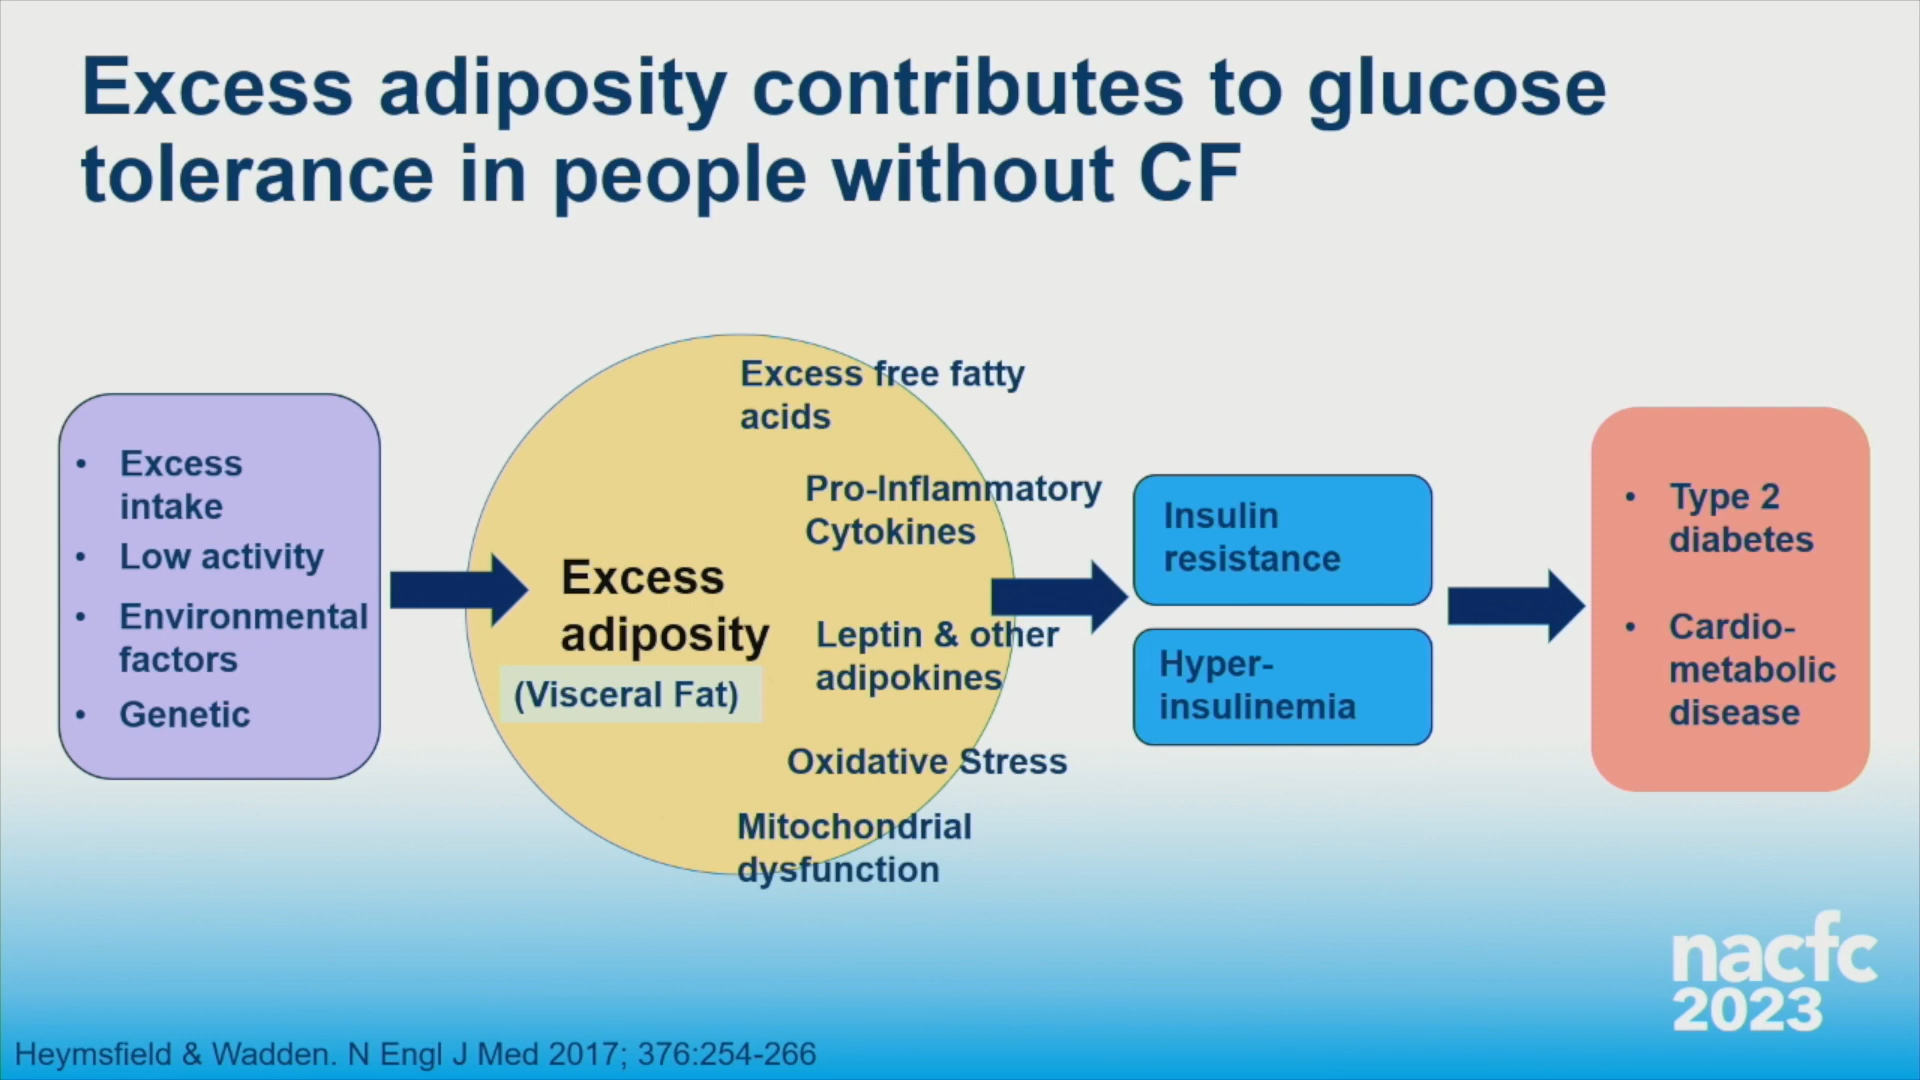 Excess adiposity contributes to glucose
tolerance in people without CF
• Excess
intake
• Low activity
• Environmental
factors
• Genetic
Excess
adiposity
(Visceral Fat)
Excess free fatty
acids
Pro-Inflammatory
Cytokines
Leptin & other
adipokines
Oxidative Stress
Mitochondrial
dysfunction
Insulin
resistance
Hyper-
insulinemia
• Type 2
diabetes
• Cardio-
metabolic
disease
nacfc
2023
Heymsfield & Wadden. N Engl J Med 2017; 376:254-266